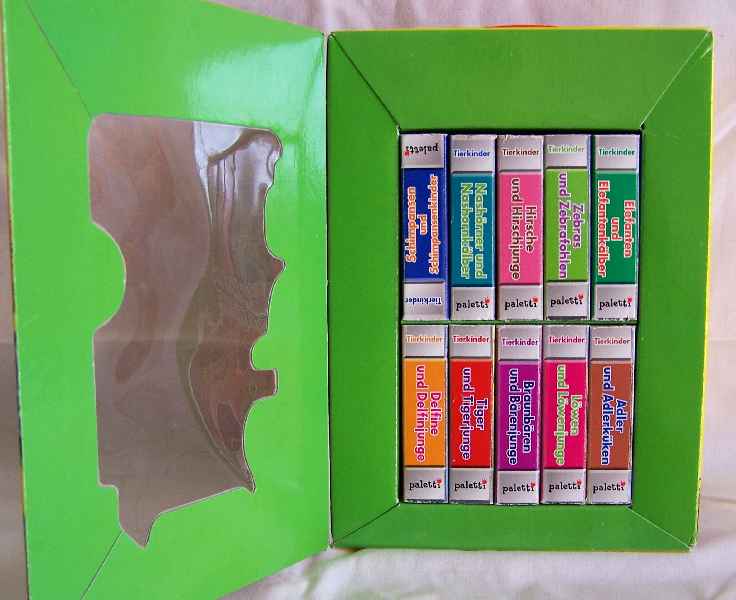 Tierkinder
Schimpansen
und
Schimpansenkinder
paletti
Tierkinder
Nashörner und
Nashornkälber
paletti
Tierkinder
Hirsche
und Hirschjunge
paletti
Tierkinder
Zebras
und Zebrafohlen
paletti
Tierkinder
Elefanten
und
Elefantenkälber
paletti
Tierkinder
Delfine
und Delfinjunge
paletti
Tierkinder
Tiger
und Tigerjunge
paletti
Tierkinder
Braunbären
und Bärenjunge
paletti
Tierkinder
Löwen
und Löwenjunge
paletti
Tierkinder
Adler
und Adlerküken
paletti